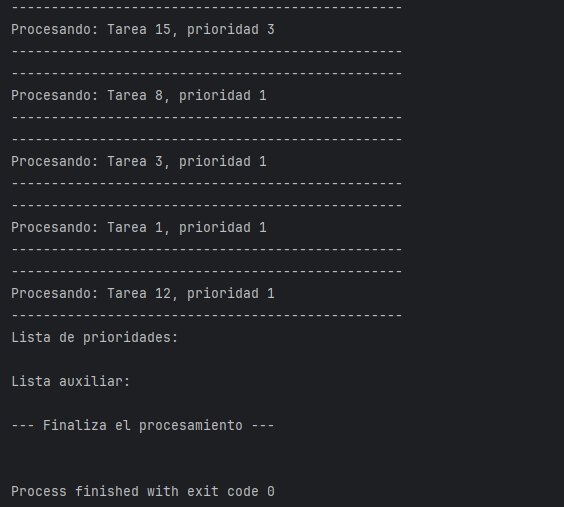 -------------------------------------------------
Procesando: Tarea 15, prioridad 3
-------------------------------------------------
-------------------------------------------------
Procesando: Tarea 8, prioridad 1
-------------------------------------------------
-------------------------------------------------
Procesando: Tarea 3, prioridad 1
-------------------------------------------------
-------------------------------------------------
Procesando: Tarea 1, prioridad 1
-------------------------------------------------
-------------------------------------------------
Procesando: Tarea 12, prioridad 1
-------------------------------------------------
Lista de prioridades:
Lista auxiliar:
--- Finaliza el procesamiento ---
Process finished with exit code 0